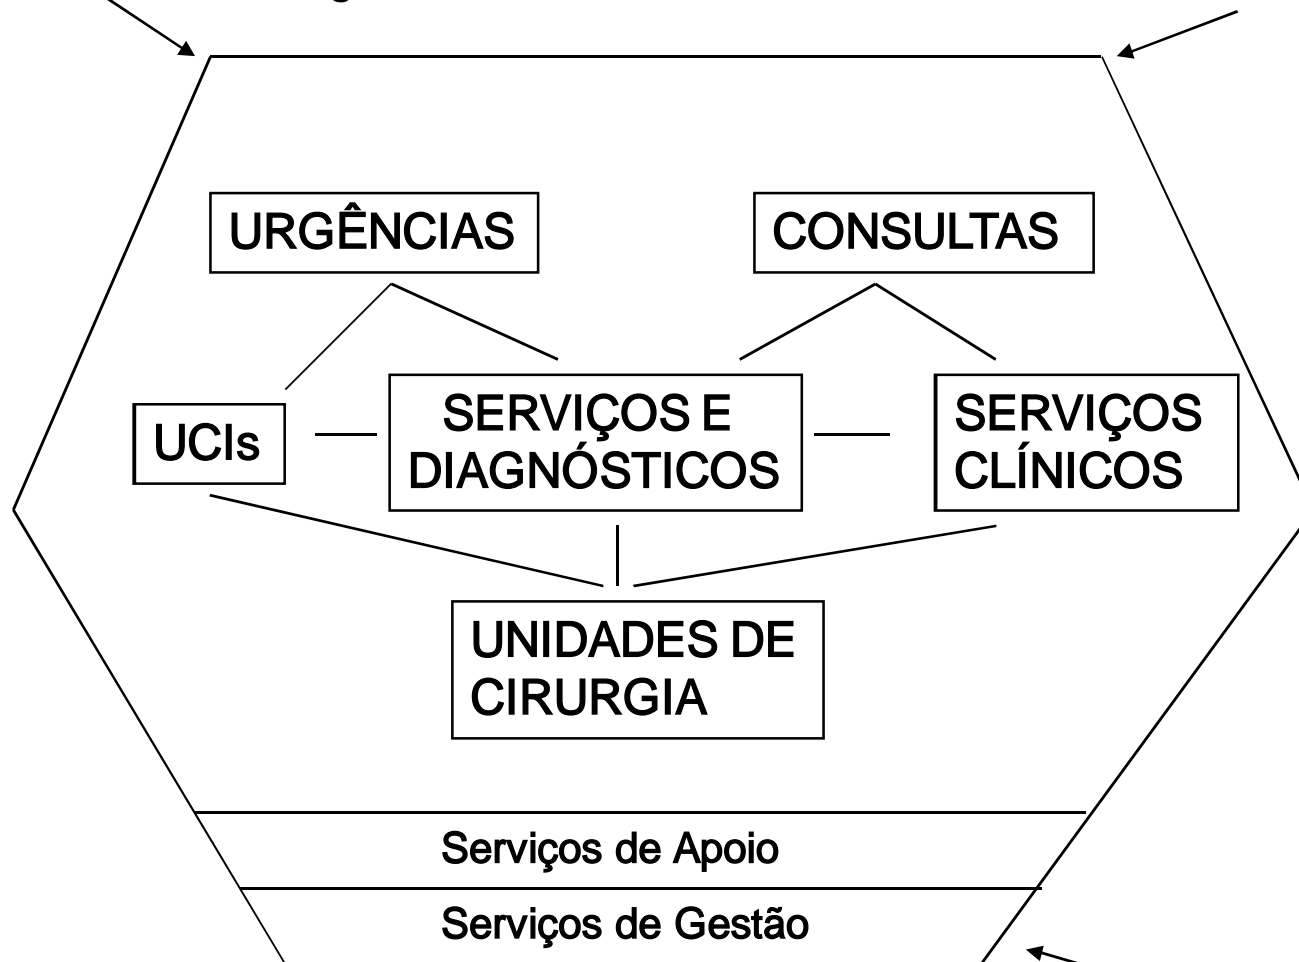 URGÊNCIAS
CONSULTAS
UCIs
SERVIÇOS E
DIAGNÓSTICOS
SERVIÇOS
CLÍNICOS
UNIDADES DE
CIRURGIA
Serviços de Apoio
Serviços de Gestão